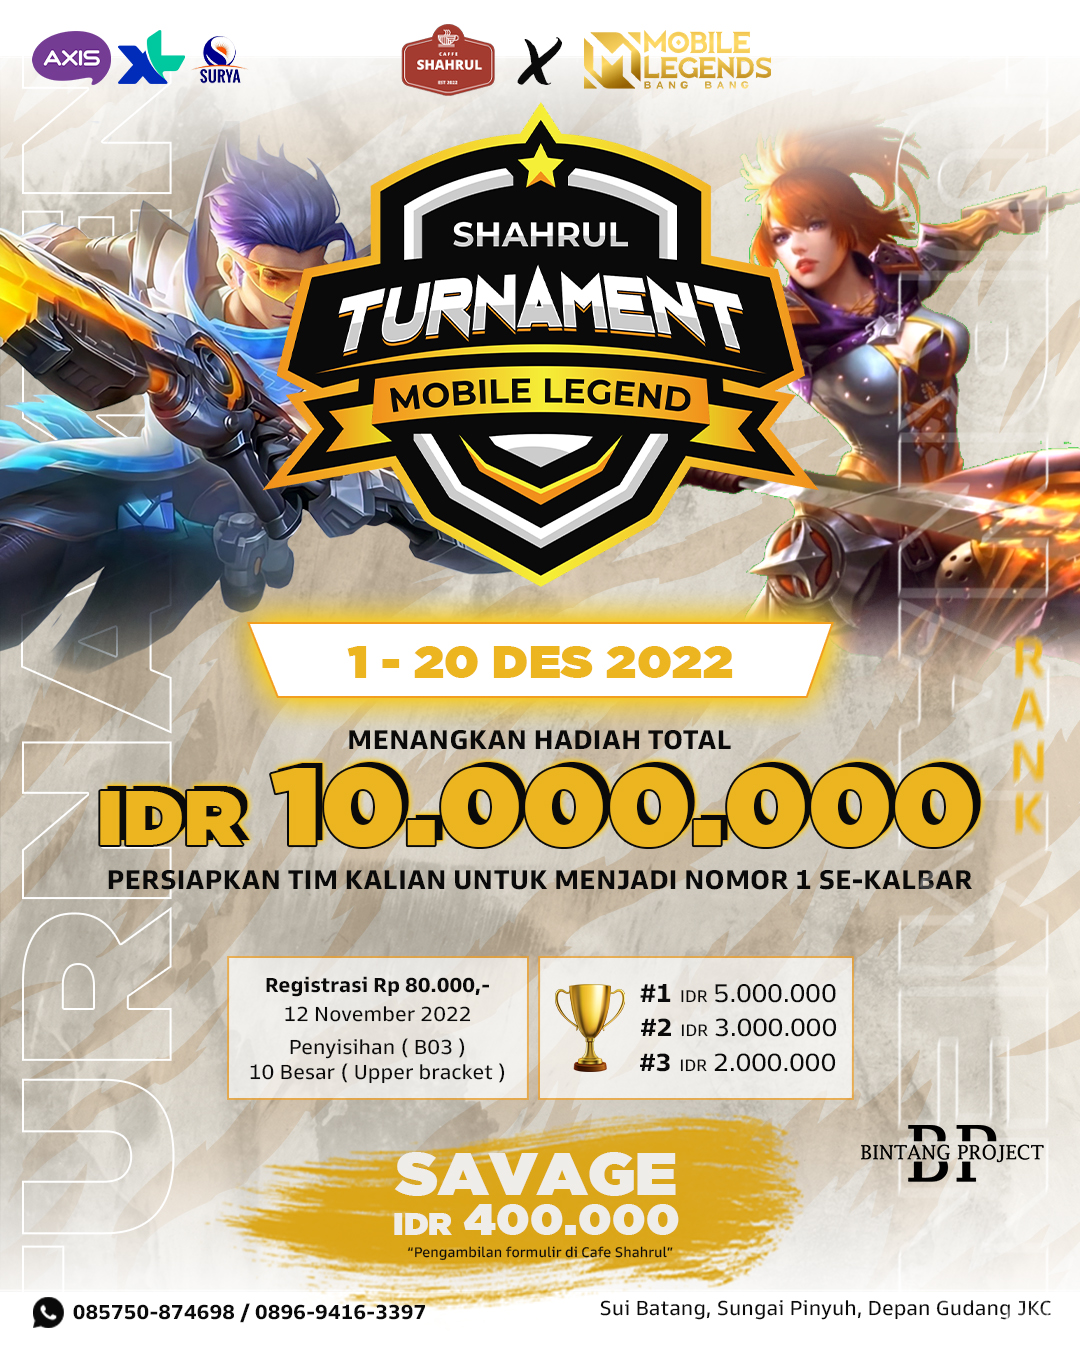 AXIS
XL
SURYA
CAFFE
SHAHRUL
EST 2022
X
MOBILE
LEGENDS
BANG BANG
SHAHRUL
TURNAMENT
MOBILE LEGEND
1 - 20 DES 2022
MENANGKAN HADIAH TOTAL
IDR 10.000.000
PERSIAPKAN TIM KALIAN UNTUK MENJADI NOMOR 1 SE-KALBAR
RANK
Registrasi Rp 80.000,-
12 November 2022
Penyisihan ( B03 )
10 Besar ( Upper bracket )
#1 IDR 5.000.000
#2 IDR 3.000.000
#3 IDR 2.000.000
BP
BINTANG PROJECT
SAVAGE
IDR 400.000
“Pengambilan formulir di Cafe Shahrul”
085750-874698 / 0896-9416-3397
Sui Batang, Sungai Pinyuh, Depan Gudang JKC